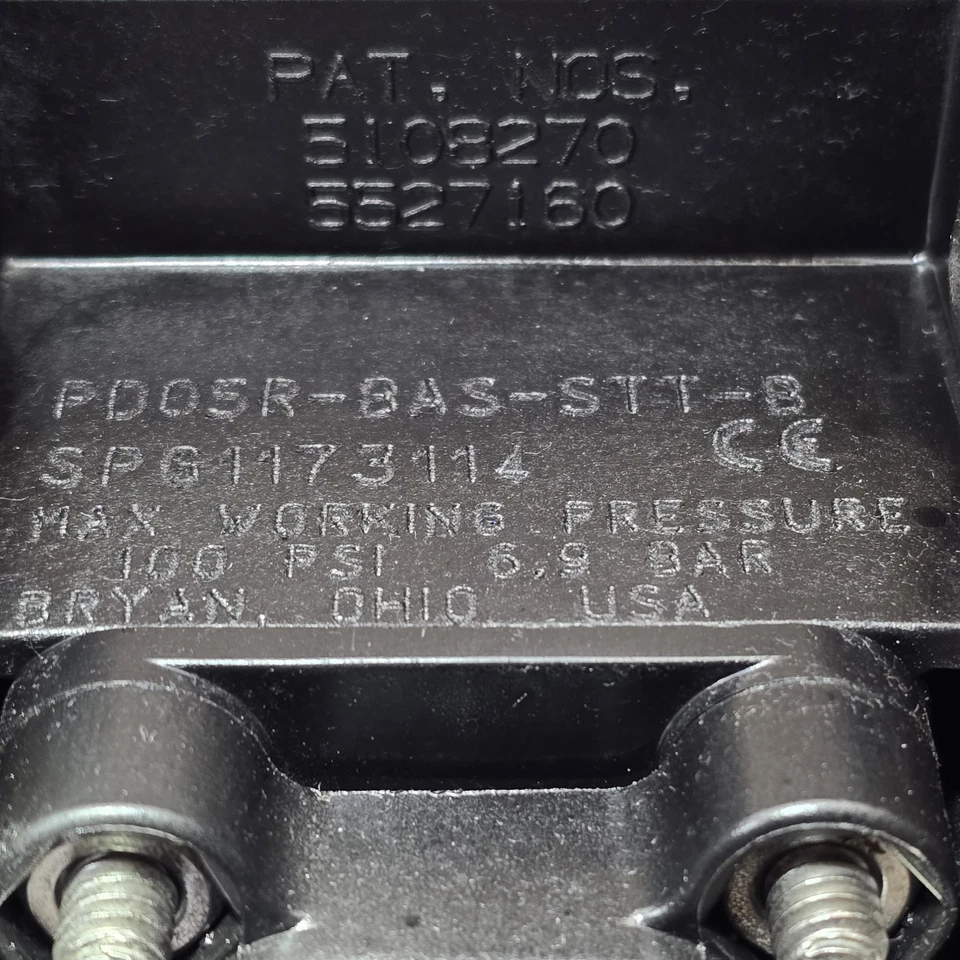 PAT. NOS.
5108270
5527160
PD05R-BAS-STT-B
SPG1173114 CE
MAX WORKING PRESSURE
100 PSI 6.9 BAR
BRYAN, OHIO USA